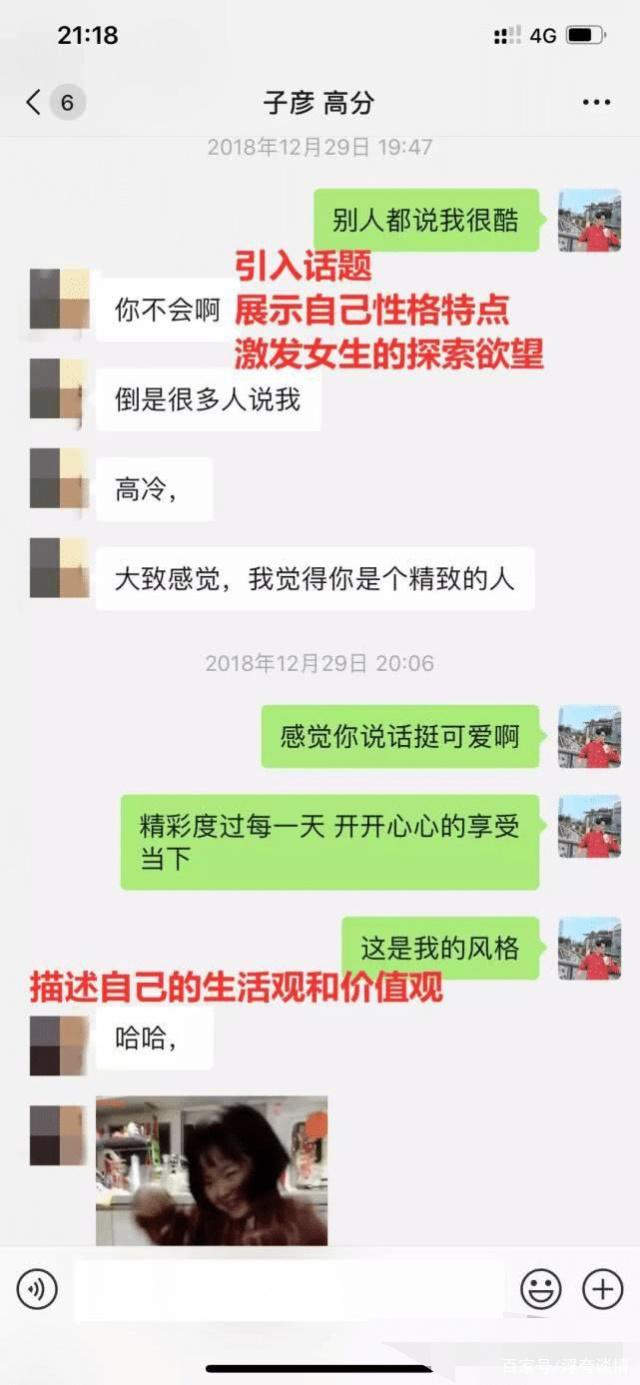 21:18
4G
6
子彦 高分
2018年12月29日 19:47
别人都说我很酷
引入话题
你不会啊
展示自己性格特点
激发女生的探索欲望
倒是很多人说我
高冷,
大致感觉，我觉得你是个精致的人
2018年12月29日 20:06
感觉你说话挺可爱啊
精彩度过每一天 开开心心的享受
当下
这是我的风格
描述自己的生活观和价值观
哈哈,
百家号/浮夸谈情